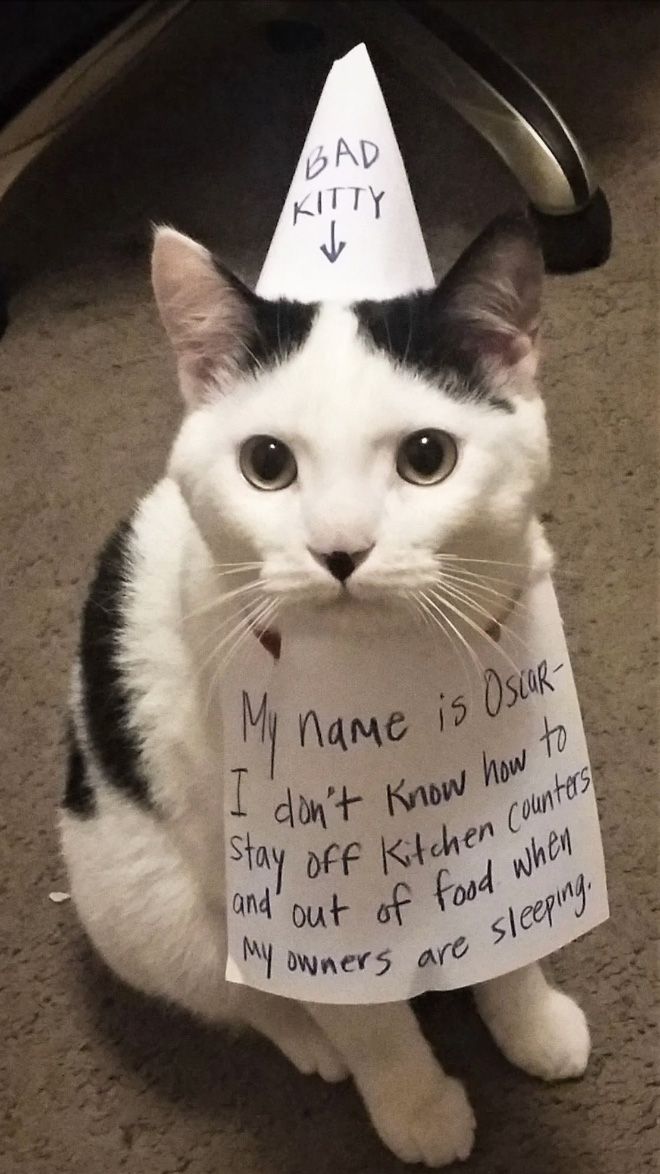 BAD
KITTY
↓
My name is Oscar-
I don't know how to
stay off Kitchen Counters
and out of food when
My owners are sleeping.